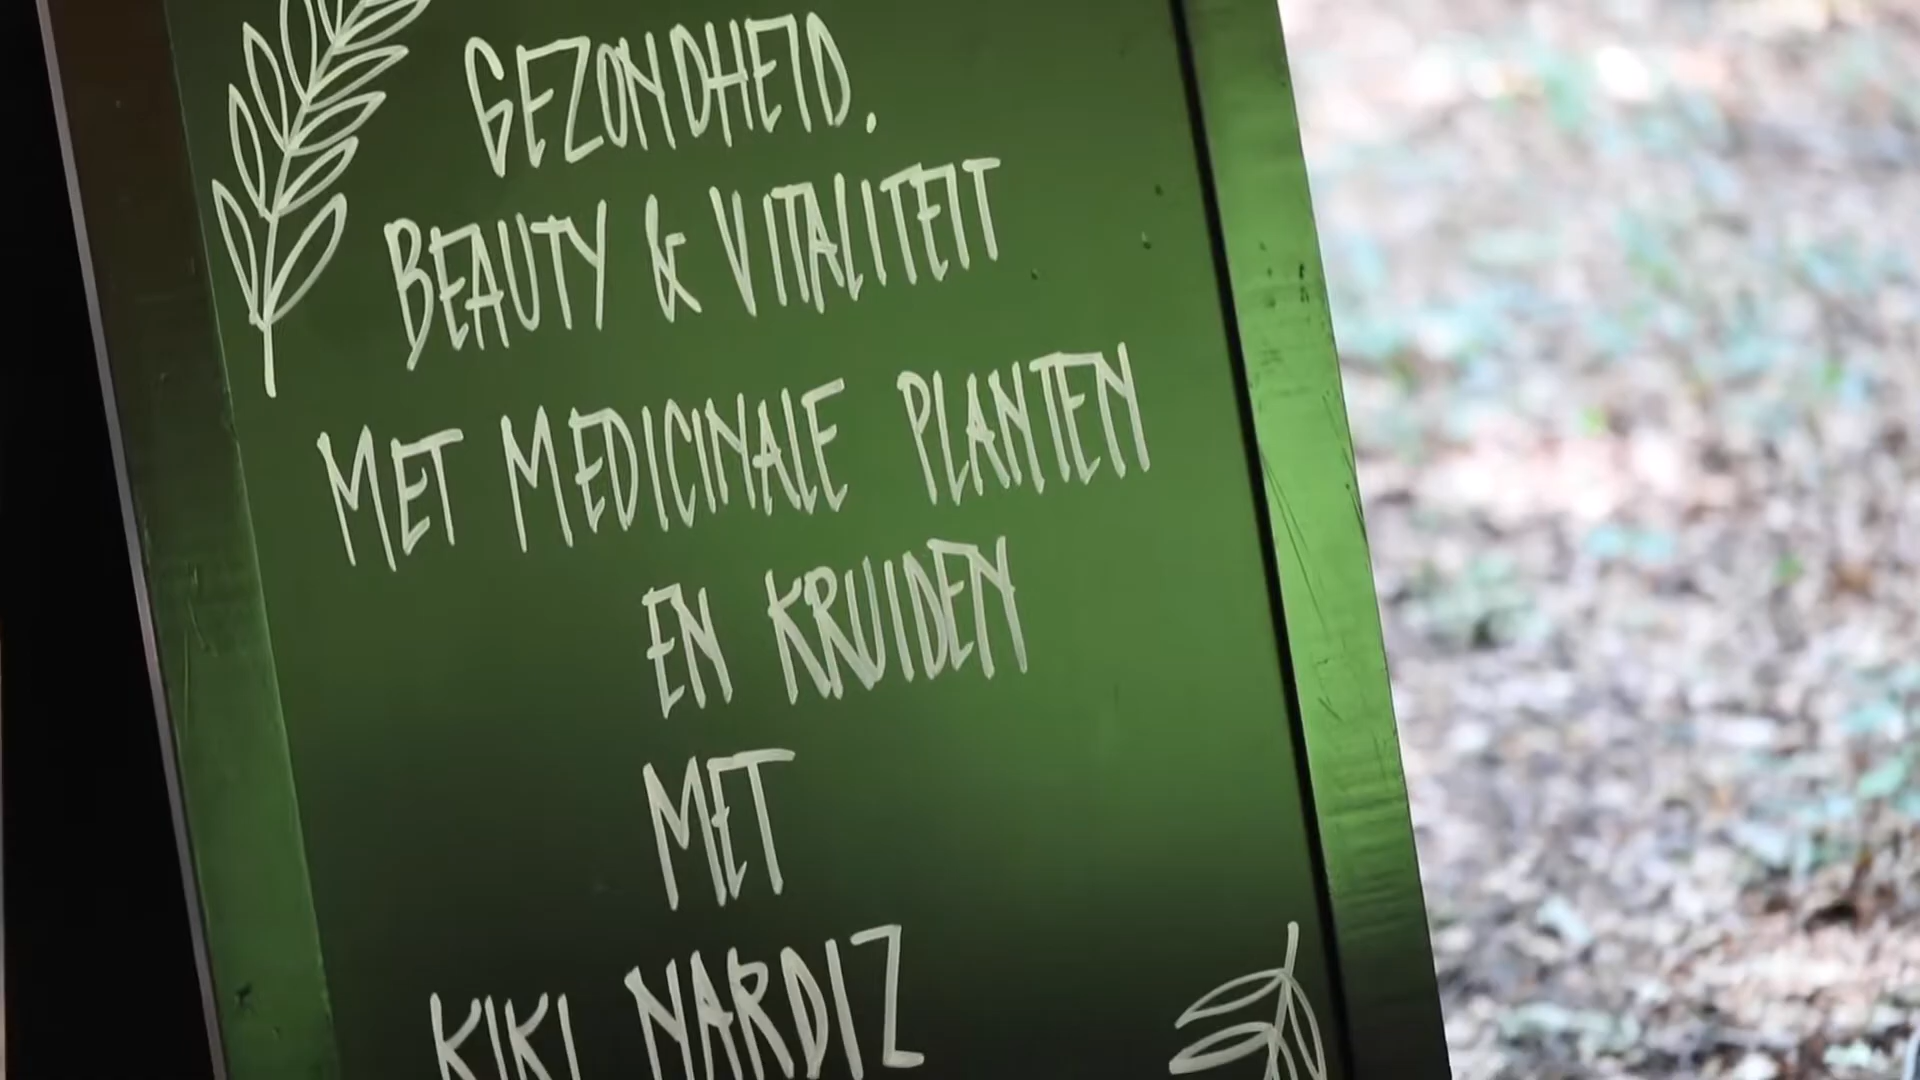 GEZONDHEID.
BEAUTY & VITALITEIT
MET MEDICINALE PLANTEN
EN KRUIDEN
MET
KIKI NARDIZ